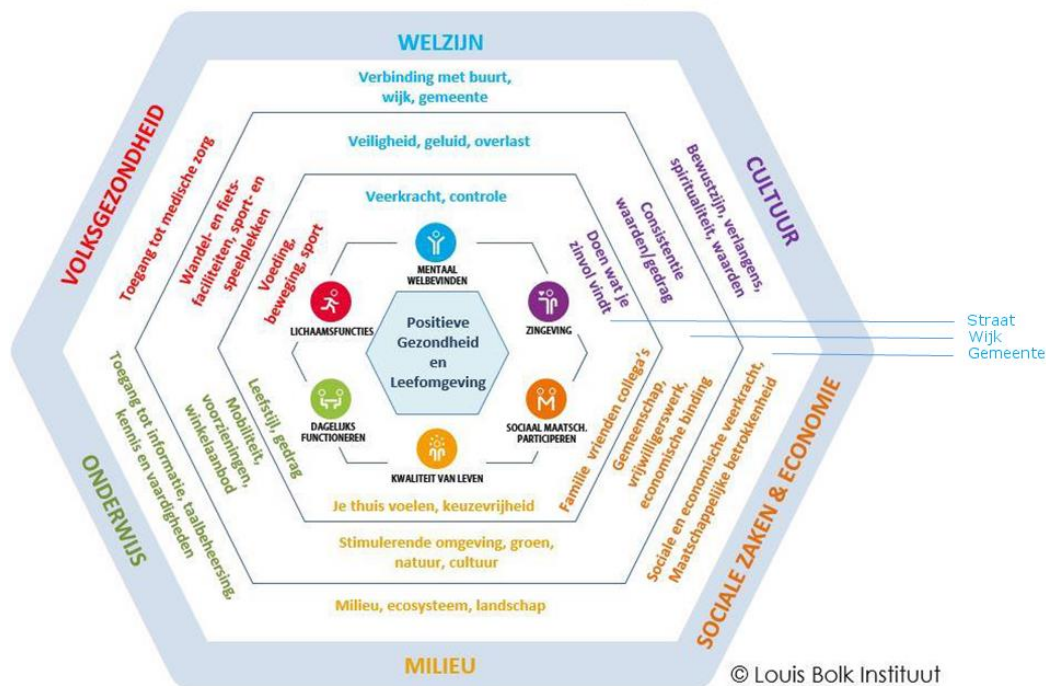 WELZIJN
Verbinding met buurt,
wijk, gemeente
Veiligheid, geluid, overlast
Veerkracht, controle
MENTAAL
WELBEVINDEN
VOLKSGEZONDHEID
Toegang tot medische zorg
Wandel- en fiets-
faciliteiten, sport- en
speelplekken
Voeding,
beweging, sport
LICHAAMSFUNCTIES
CULTUUR
Bewustzijn, verlangens,
spiritualiteit, waarden
Consistentie
waarden/gedrag
Doen wat je
zinvol vindt
ZINGEVING
Positieve
Gezondheid
en
Leefomgeving
Straat
Wijk
Gemeente
ONDERWIJS
Toegang tot informatie, taalbeheersing,
kennis en vaardigheden
Mobiliteit,
voorzieningen,
winkelaanbod
Leefstijl, gedrag
DAGELIJKS
FUNCTIONEREN
SOCIAAL MAATSCH.
PARTICIPEREN
Familie vrienden collega's
Gemeenschap,
vrijwilligerswerk,
economische binding
Sociale en economische veerkracht,
Maatschappelijke betrokkenheid
SOCIALE ZAKEN & ECONOMIE
KWALITEIT VAN LEVEN
Je thuis voelen, keuzevrijheid
Stimulerende omgeving, groen,
natuur, cultuur
Milieu, ecosysteem, landschap
MILIEU
© Louis Bolk Instituut